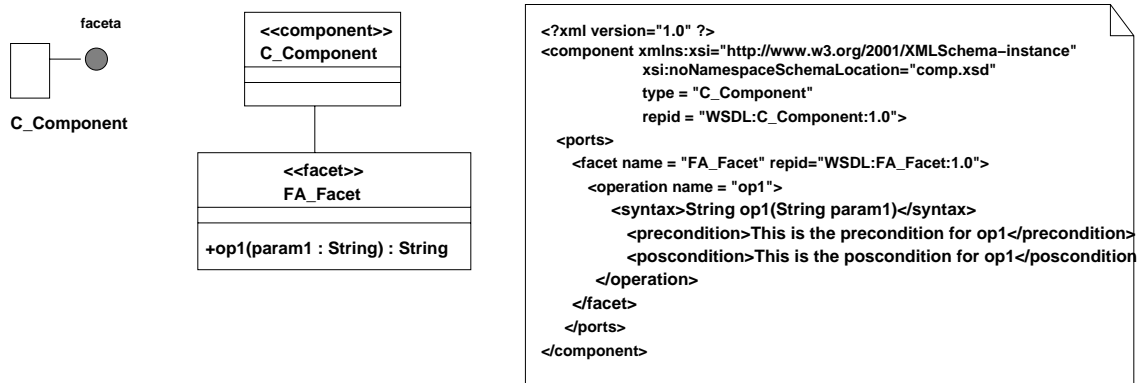 faceta
C_Component
<<component>>
C_Component
<<facet>>
FA_Facet
+op1(param1 : String) : String
<?xml version="1.0" ?>
<component xmlns:xsi="http://www.w3.org/2001/XMLSchema−instance"
xsi:noNamespaceSchemaLocation="comp.xsd"
type = "C_Component"
repid = "WSDL:C_Component:1.0">
<ports>
<facet name = "FA_Facet" repid="WSDL:FA_Facet:1.0">
<operation name = "op1">
<syntax>String op1(String param1)</syntax>
<precondition>This is the precondition for op1</precondition>
<poscondition>This is the poscondition for op1</poscondition
</operation>
</facet>
</ports>
</component>